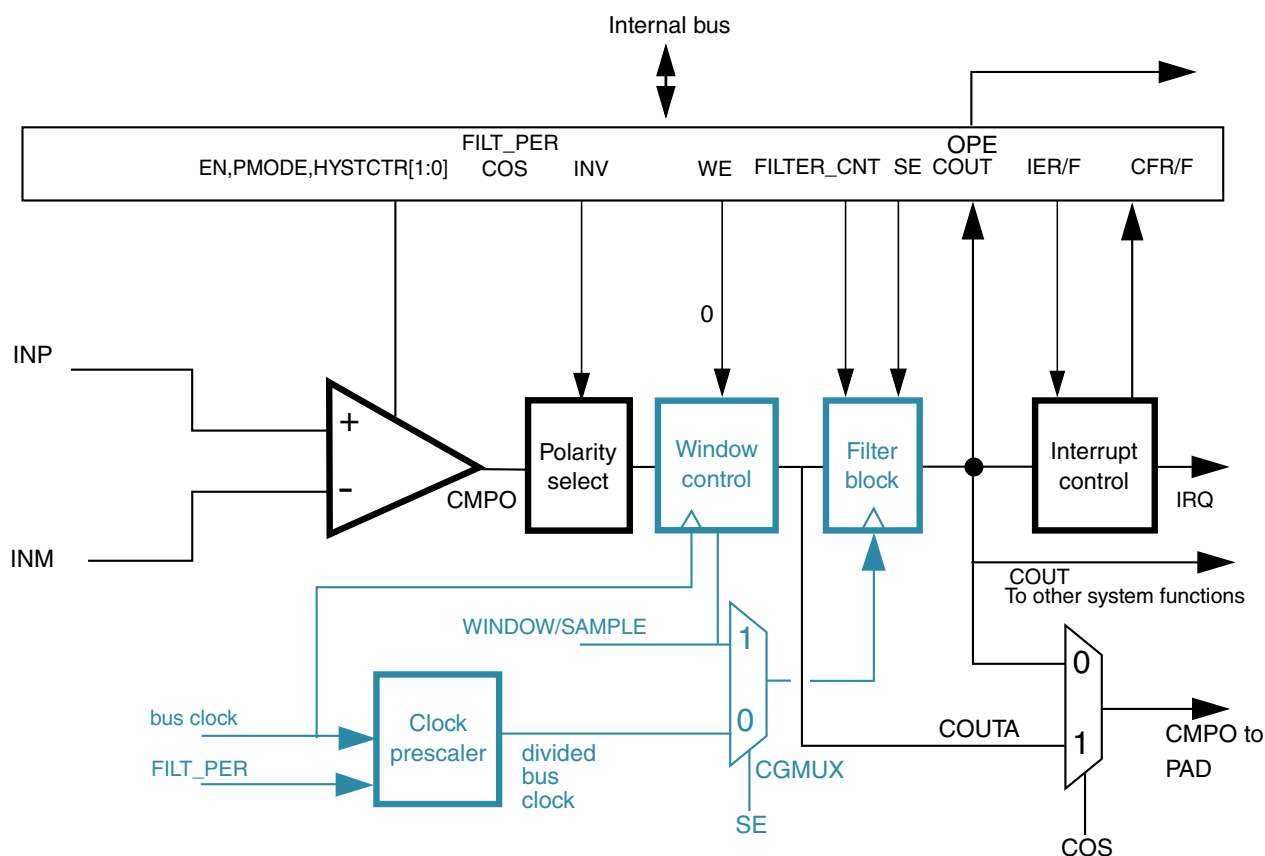 Internal bus
FILT_PER
OPE
EN,PMODE,HYSTCTR[1:0]
COS
INV
WE
FILTER_CNT
SE
COUT
IER/F
CFR/F
0
INP
+
-
INM
CMPO
Polarity
select
Window
control
Filter
block
Interrupt
control
IRQ
COUT
To other system functions
WINDOW/SAMPLE
1
0
CGMUX
SE
bus clock
FILT_PER
Clock
prescaler
divided
bus
clock
COUTA
0
1
CMPO to
PAD
COS